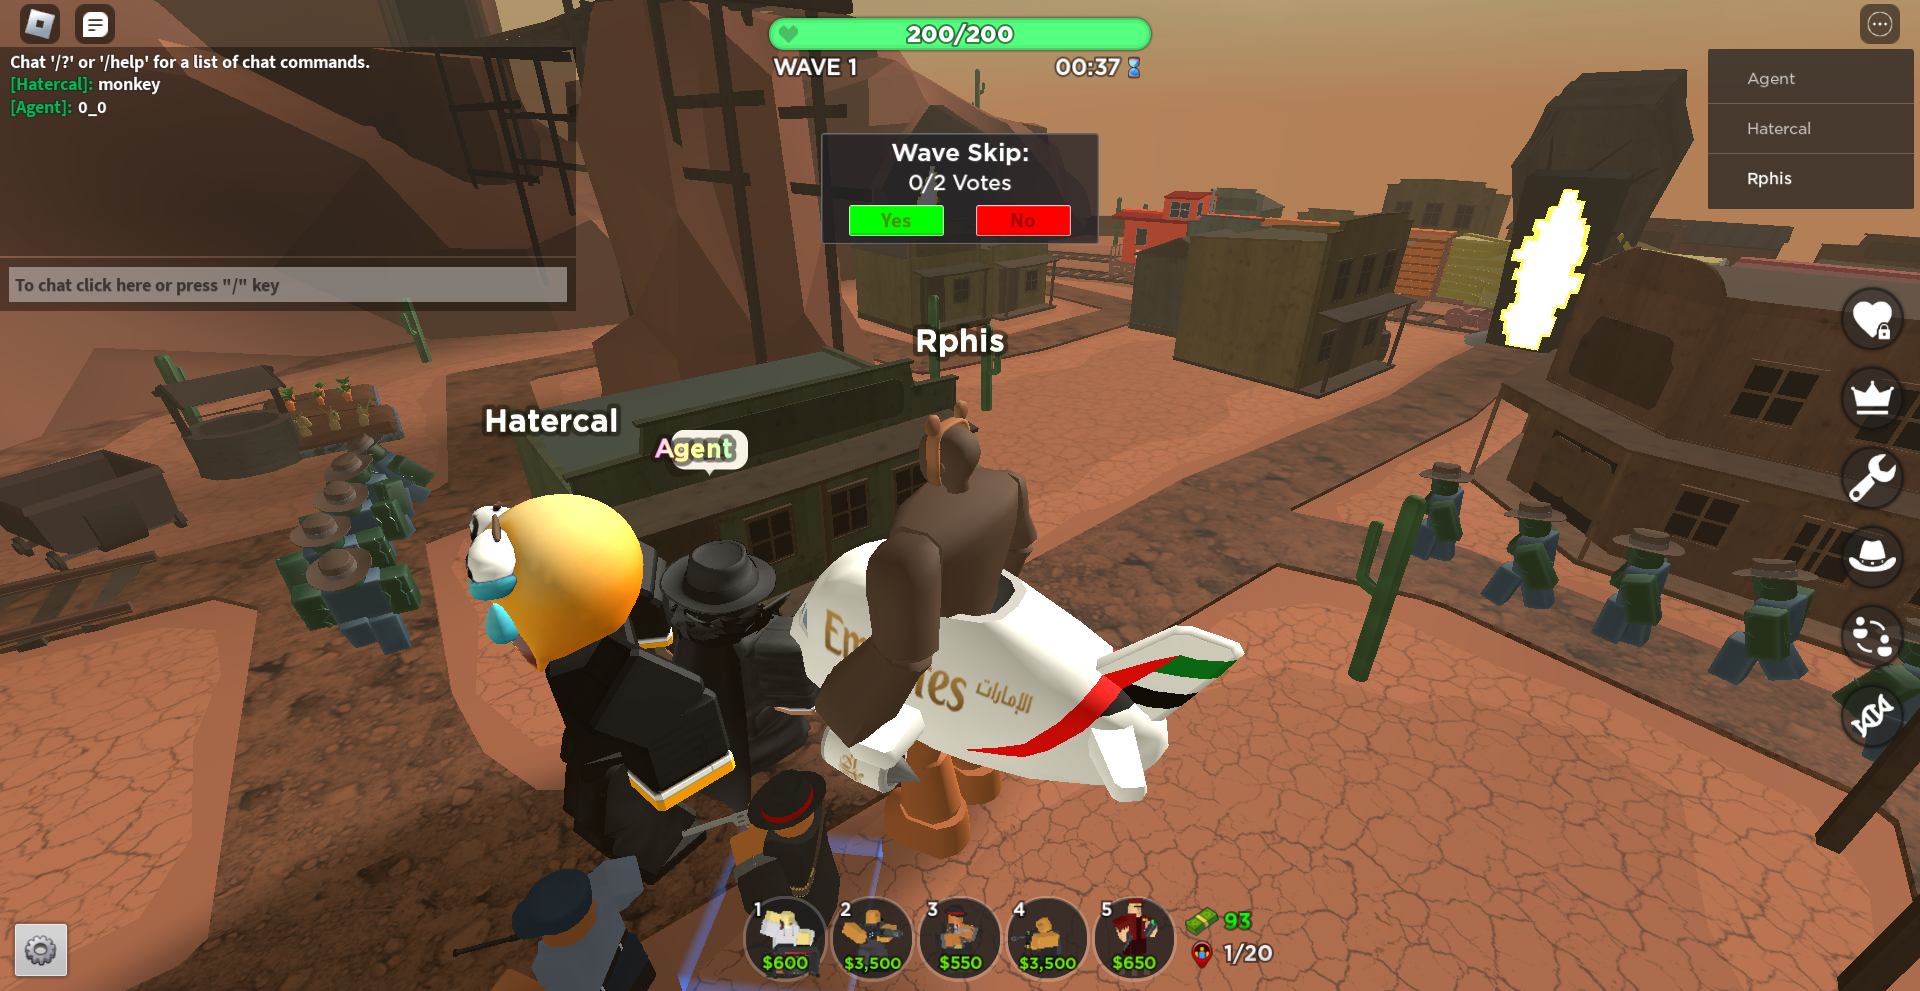 Chat '/?' or '/help' for a list of chat commands.
[Hatercal]: monkey
[Agent]: 0_0
To chat click here or press "/" key
200/200
WAVE 1
00:37
Wave Skip:
0/2 Votes
Yes
No
Agent
Hatercal
Rphis
Rphis
Hatercal
Agent
الإمارات
1
$600
2
$3,500
3
$550
4
$3,500
5
$650
93
1/20